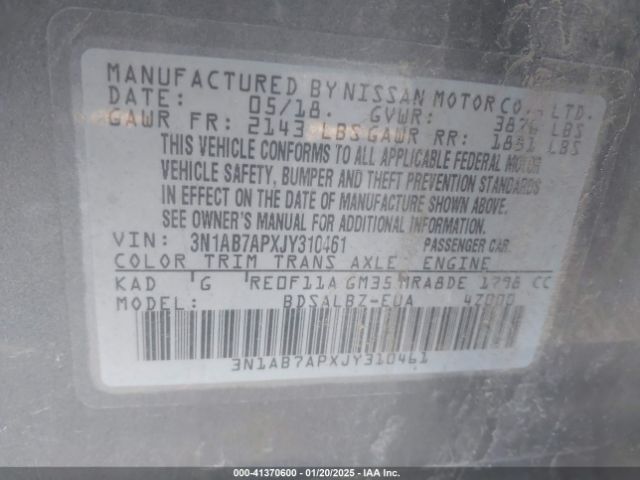 MANUFACTURED BY NISSAN MOTOR CO., LTD.
DATE: 05/18. GVWR: 3876 LBS
GAWR FR: 2143 LBS GAWR RR: 1831 LBS
THIS VEHICLE CONFORMS TO ALL APPLICABLE FEDERAL MOTOR
VEHICLE SAFETY, BUMPER AND THEFT PREVENTION STANDARDS
IN EFFECT ON THE DATE OF MANUFACTURE SHOWN ABOVE.
SEE OWNER'S MANUAL FOR ADDITIONAL INFORMATION.
VIN: 3N1AB7APXJY310461 PASSENGER CAR
COLOR TRIM TRANS AXLE ENGINE
KAD G RE0F11A GM35 MRA8DE 1798 CC
MODEL: BDSALBZ-EUA 4Z000
3N1AB7APXJY310461
000-41370600 - 01/20/2025 - IAA Inc.